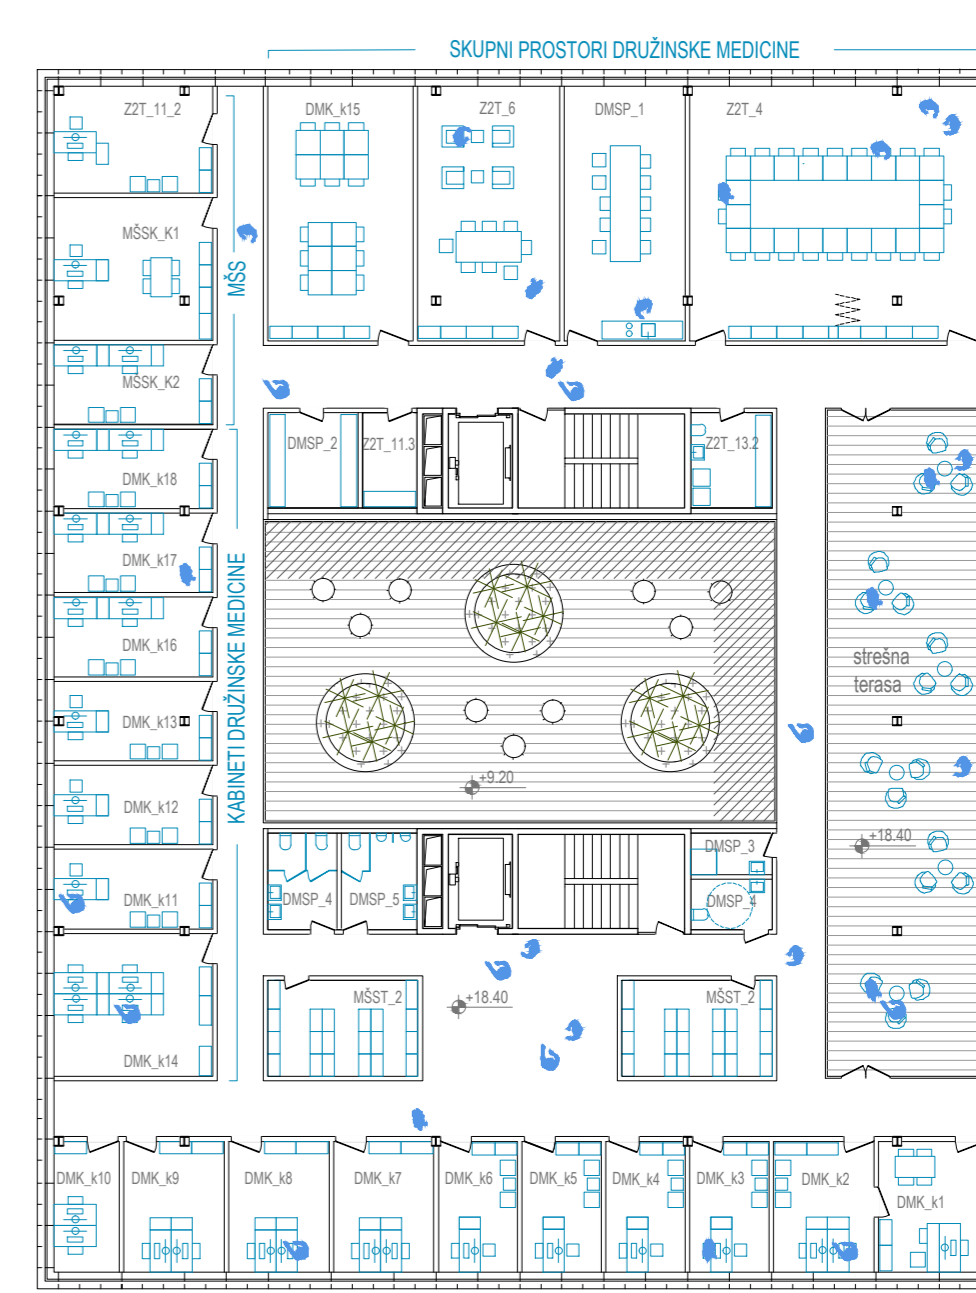 SKUPNI PROSTORI DRUŽINSKE MEDICINE
Z2T_11_2
DMK_k15
Z2T_6
DMSP_1
Z2T_4
MŠSK_K1
MŠS
MŠSK_K2
DMSP_2
Z2T_11.3
Z2T_13.2
DMK_k18
DMK_k17
KABINETI DRUŽINSKE MEDICINE
DMK_k16
strešna
terasa
DMK_k13
+9.20
DMK_k12
+18.40
DMSP_3
DMK_k11
DMSP_4
DMSP_5
DMSP_4
MŠST_2
+18.40
MŠST_2
DMK_k14
DMK_k10
DMK_k9
DMK_k8
DMK_k7
DMK_k6
DMK_k5
DMK_k4
DMK_k3
DMK_k2
DMK_k1